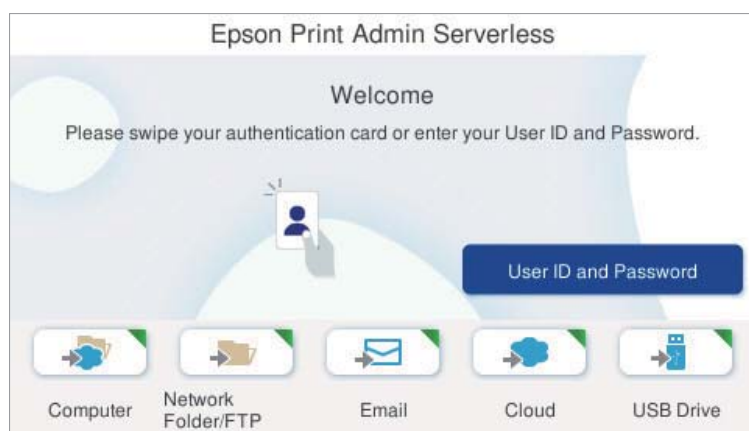 Epson Print Admin Serverless
Welcome
Please swipe your authentication card or enter your User ID and Password.
User ID and Password
Computer
Network
Folder/FTP
Email
Cloud
USB Drive